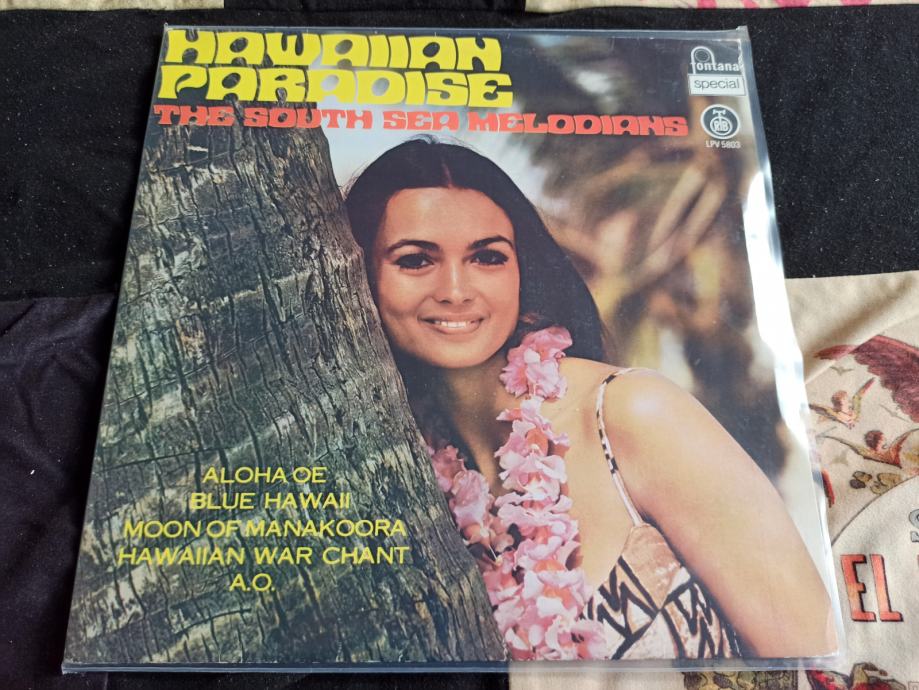 HAWAIIAN
PARADISE
THE SOUTH SEA MELODIANS
fontana
special
RTB
LPV 5803
ALOHA OE
BLUE HAWAII
MOON OF MANAKOORA
HAWAIIAN WAR CHANT
A.O.
EL